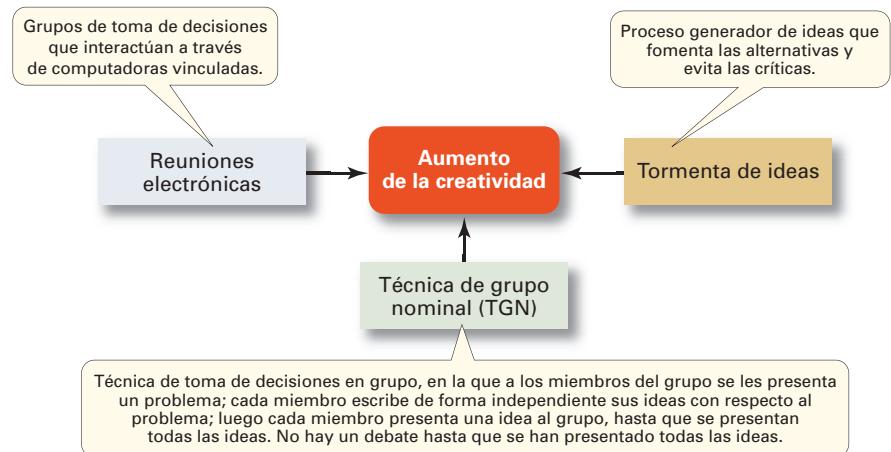 Grupos de toma de decisiones
que interactúan a través
de computadoras vinculadas.
Proceso generador de ideas que
fomenta las alternativas y
evita las críticas.
Reuniones
electrónicas
Aumento
de la creatividad
Tormenta de ideas
Técnica de grupo
nominal (TGN)
Técnica de toma de decisiones en grupo, en la que a los miembros del grupo se les presenta
un problema; cada miembro escribe de forma independiente sus ideas con respecto al
problema; luego cada miembro presenta una idea al grupo, hasta que se presentan
todas las ideas. No hay un debate hasta que se han presentado todas las ideas.